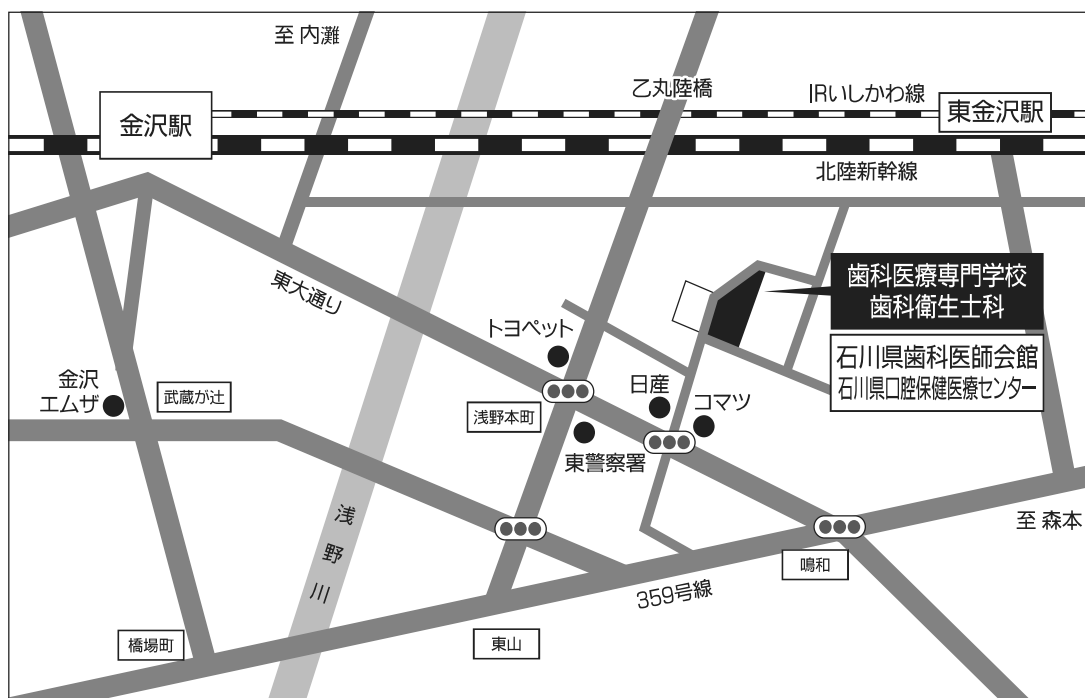 至 内灘
乙丸陸橋
IRいしかわ線
金沢駅
東金沢駅
北陸新幹線
東大通り
歯科医療専門学校
歯科衛生士科
トヨペット
石川県歯科医師会館
石川県口腔保健医療センター
金沢
エムザ
武蔵が辻
日産
コマツ
浅野本町
東警察署
浅野川
至 森本
鳴和
359号線
橋場町
東山